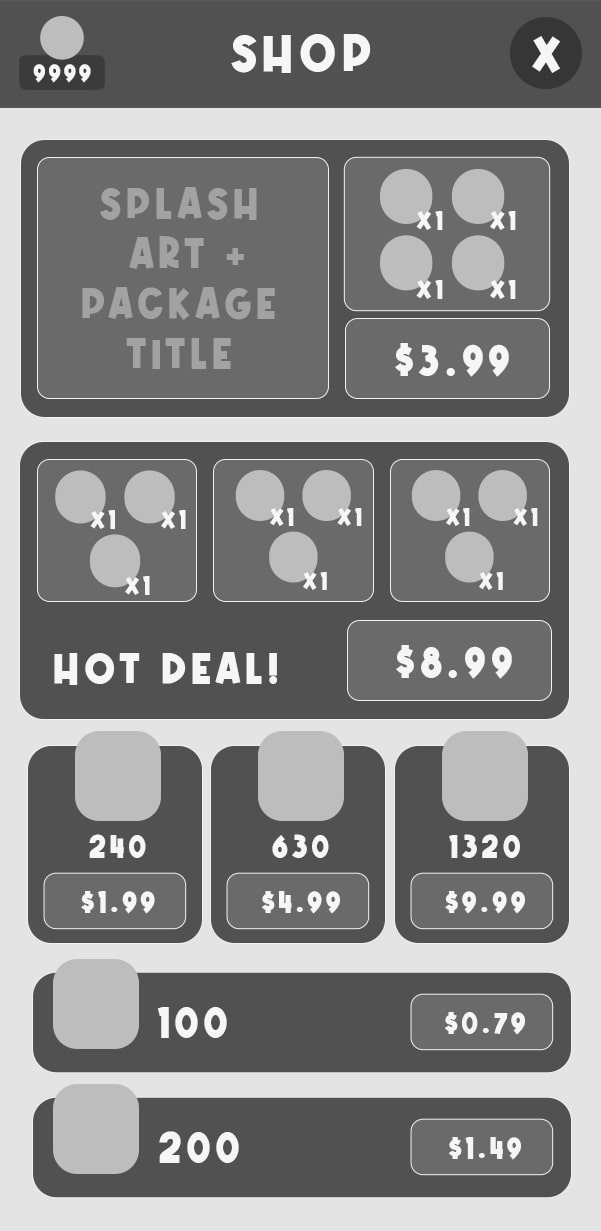 9999
SHOP
X
SPLASH
ART +
PACKAGE
TITLE
X1
X1
X1
X1
$3.99
X1
X1
X1
X1
X1
X1
X1
X1
X1
HOT DEAL!
$8.99
240
$1.99
630
$4.99
1320
$9.99
100
$0.79
200
$1.49